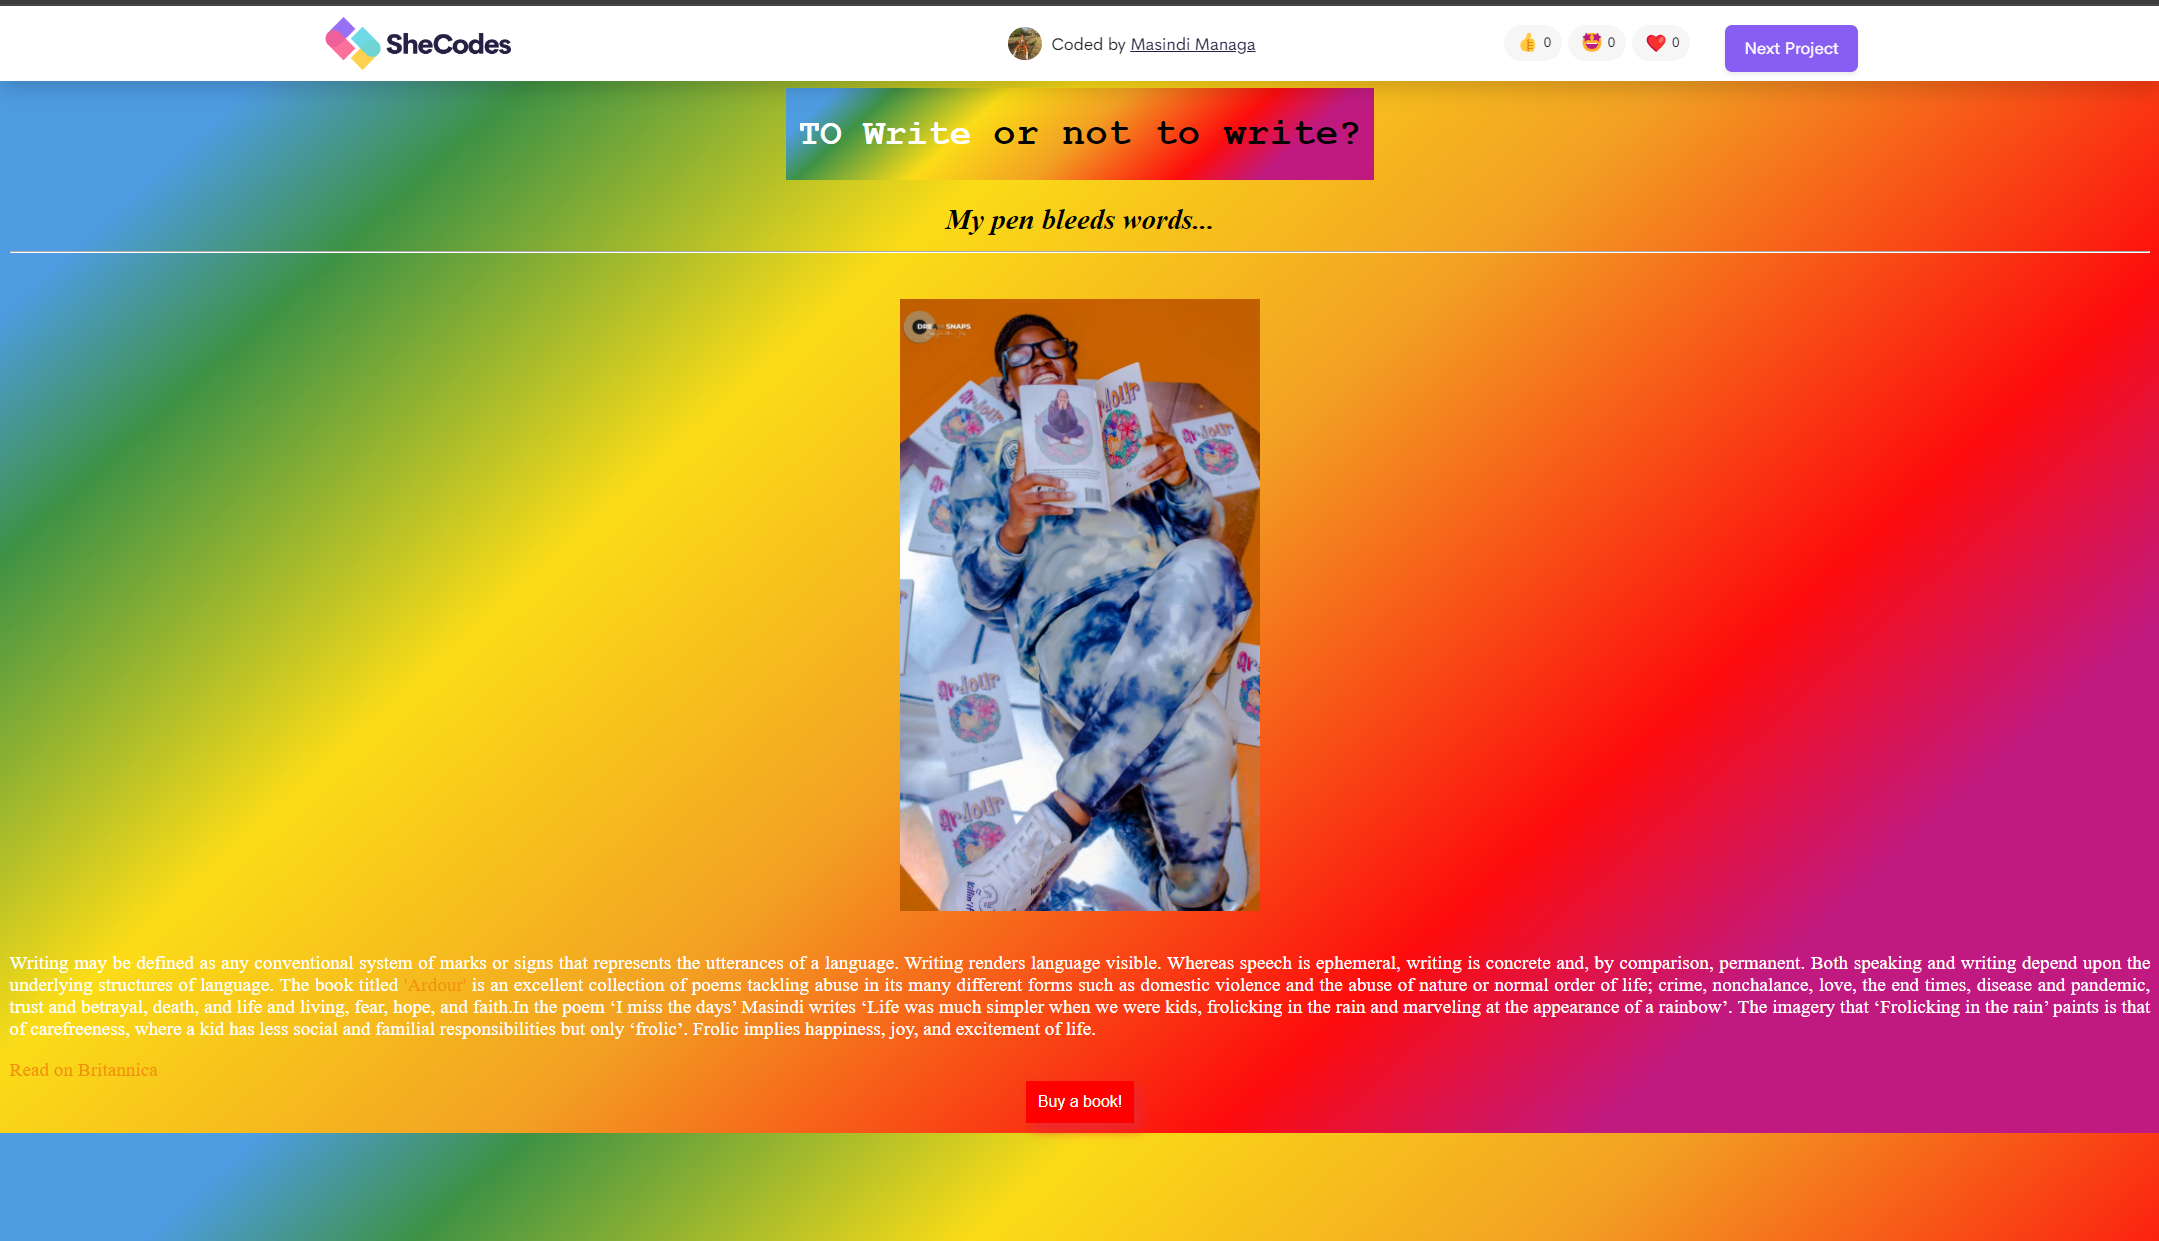 SheCodes
Coded by Masindi Managa
0
0
0
Next Project
TO Write or not to write?
My pen bleeds words...
SNAPS
Ardour
Ardour
Ardour
Ardour
Ardour
Writing may be defined as any conventional system of marks or signs that represents the utterances of a language. Writing renders language visible. Whereas speech is ephemeral, writing is concrete and, by comparison, permanent. Both speaking and writing depend upon the
underlying structures of language. The book titled 'Ardour' is an excellent collection of poems tackling abuse in its many different forms such as domestic violence and the abuse of nature or normal order of life; crime, nonchalance, love, the end times, disease and pandemic,
trust and betrayal, death, and life and living, fear, hope, and faith.In the poem ‘I miss the days’ Masindi writes ‘Life was much simpler when we were kids, frolicking in the rain and marveling at the appearance of a rainbow’. The imagery that ‘Frolicking in the rain’ paints is that
of carefreeness, where a kid has less social and familial responsibilities but only ‘frolic’. Frolic implies happiness, joy, and excitement of life.
Read on Britannica
Buy a book!